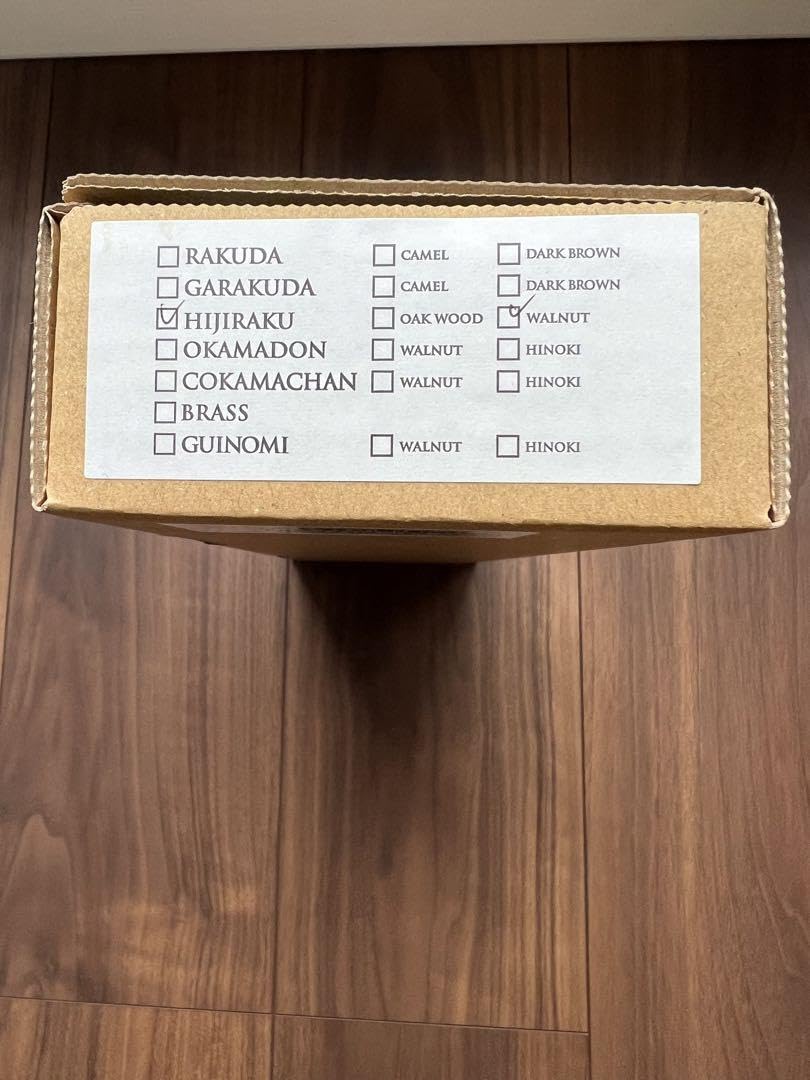 RAKUDA CAMEL DARK BROWN
GARAKUDA CAMEL DARK BROWN
HIJIRAKU OAK WOOD WALNUT
OKAMADON WALNUT HINOKI
COKAMACHAN WALNUT HINOKI
BRASS
GUINOMI WALNUT HINOKI